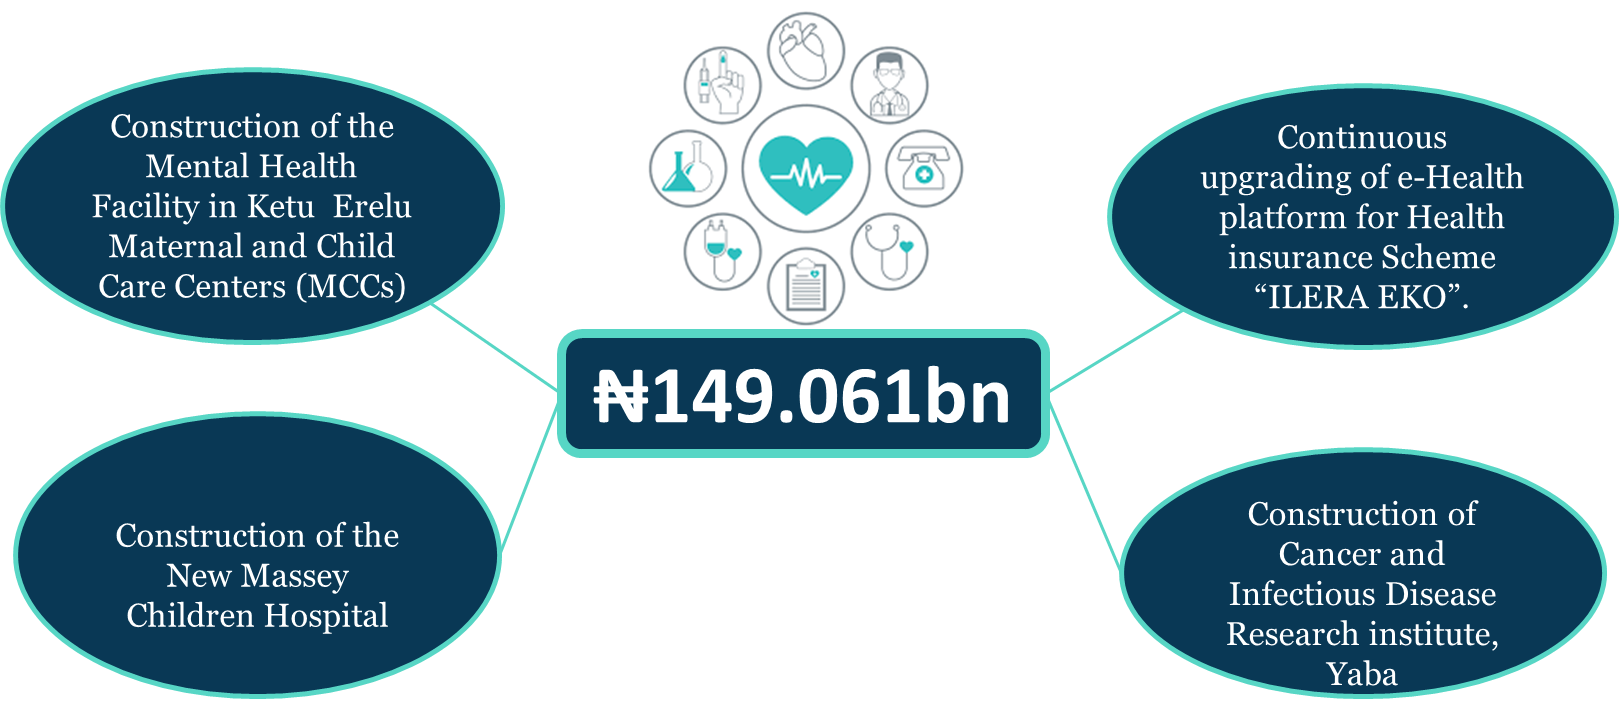 Construction of the
Mental Health
Facility in Ketu  Erelu
Maternal and Child
Care Centers (MCCs)
Continuous
upgrading of e-Health
platform for Health
insurance Scheme
“ILERA EKO”.
₦149.061bn
Construction of the
New Massey
Children Hospital
Construction of
Cancer and
Infectious Disease
Research institute,
Yaba